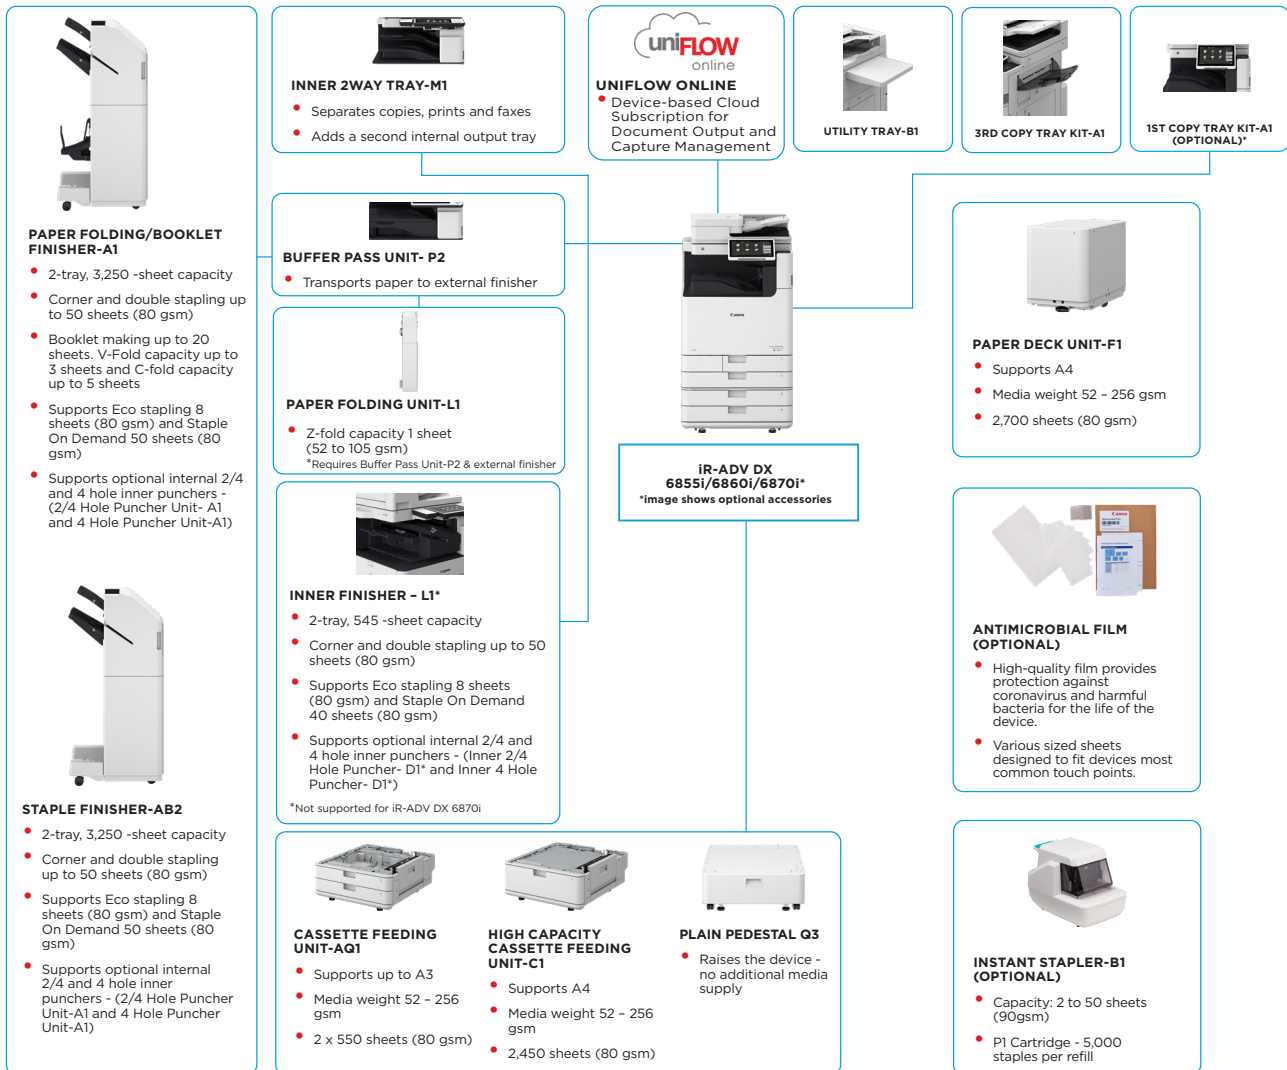 PAPER FOLDING/BOOKLET
FINISHER-A1
• 2-tray, 3,250 -sheet capacity
• Corner and double stapling up
to 50 sheets (80 gsm)
• Booklet making up to 20
sheets. V-Fold capacity up to
3 sheets and C-fold capacity
up to 5 sheets
• Supports Eco stapling 8
sheets (80 gsm) and Staple
On Demand 50 sheets (80
gsm)
• Supports optional internal 2/4
and 4 hole inner punchers -
(2/4 Hole Puncher Unit- A1
and 4 Hole Puncher Unit-A1)
STAPLE FINISHER-AB2
• 2-tray, 3,250 -sheet capacity
• Corner and double stapling
up to 50 sheets (80 gsm)
• Supports Eco stapling 8
sheets (80 gsm) and Staple
On Demand 50 sheets (80
gsm)
• Supports optional internal
2/4 and 4 hole inner
punchers - (2/4 Hole Puncher
Unit-A1 and 4 Hole Puncher
Unit-A1)
INNER 2WAY TRAY-M1
• Separates copies, prints and faxes
• Adds a second internal output tray
uniFLOW
online
UNIFLOW ONLINE
• Device-based Cloud
Subscription for
Document Output and
Capture Management
UTILITY TRAY-B1
3RD COPY TRAY KIT-A1
1ST COPY TRAY KIT-A1
(OPTIONAL)*
BUFFER PASS UNIT- P2
• Transports paper to external finisher
PAPER FOLDING UNIT-L1
• Z-fold capacity 1 sheet
(52 to 105 gsm)
*Requires Buffer Pass Unit-P2 & external finisher
Canon
iR-ADV DX
6855i/6860i/6870i*
*image shows optional accessories
INNER FINISHER – L1*
• 2-tray, 545 -sheet capacity
• Corner and double stapling up to 50
sheets (80 gsm)
• Supports Eco stapling 8 sheets
(80 gsm) and Staple On Demand
40 sheets (80 gsm)
• Supports optional internal 2/4 and
4 hole inner punchers - (Inner 2/4
Hole Puncher- D1* and Inner 4 Hole
Puncher- D1*)
*Not supported for iR-ADV DX 6870i
CASSETTE FEEDING
UNIT-AQ1
• Supports up to A3
• Media weight 52 – 256
gsm
• 2 x 550 sheets (80 gsm)
HIGH CAPACITY
CASSETTE FEEDING
UNIT-C1
• Supports A4
• Media weight 52 – 256
gsm
• 2,450 sheets (80 gsm)
PLAIN PEDESTAL Q3
• Raises the device -
no additional media
supply
PAPER DECK UNIT-F1
• Supports A4
• Media weight 52 – 256 gsm
• 2,700 sheets (80 gsm)
Canon
ANTIMICROBIAL FILM
(OPTIONAL)
• High-quality film provides
protection against
coronavirus and harmful
bacteria for the life of the
device.
• Various sized sheets
designed to fit devices most
common touch points.
INSTANT STAPLER-B1
(OPTIONAL)
• Capacity: 2 to 50 sheets
(90gsm)
• P1 Cartridge - 5,000
staples per refill